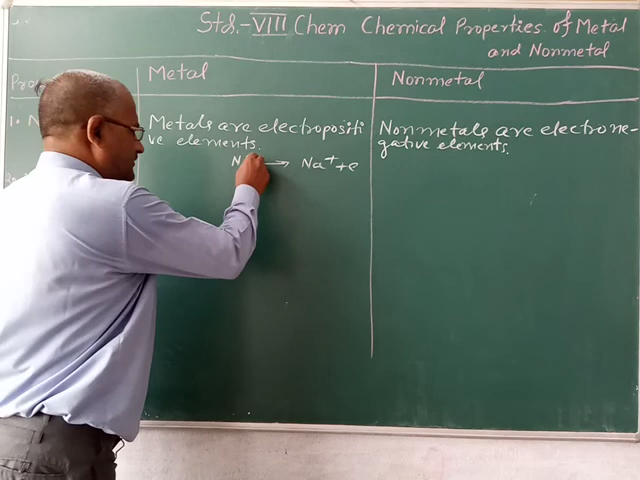 Std.-VIII Chem Chemical Properties of Metal
and Nonmetal
Metal
Nonmetal
1.
Metals are electropositi
ve elements.
Nonmetals are electrone-
gative elements.
→ Na⁺+e